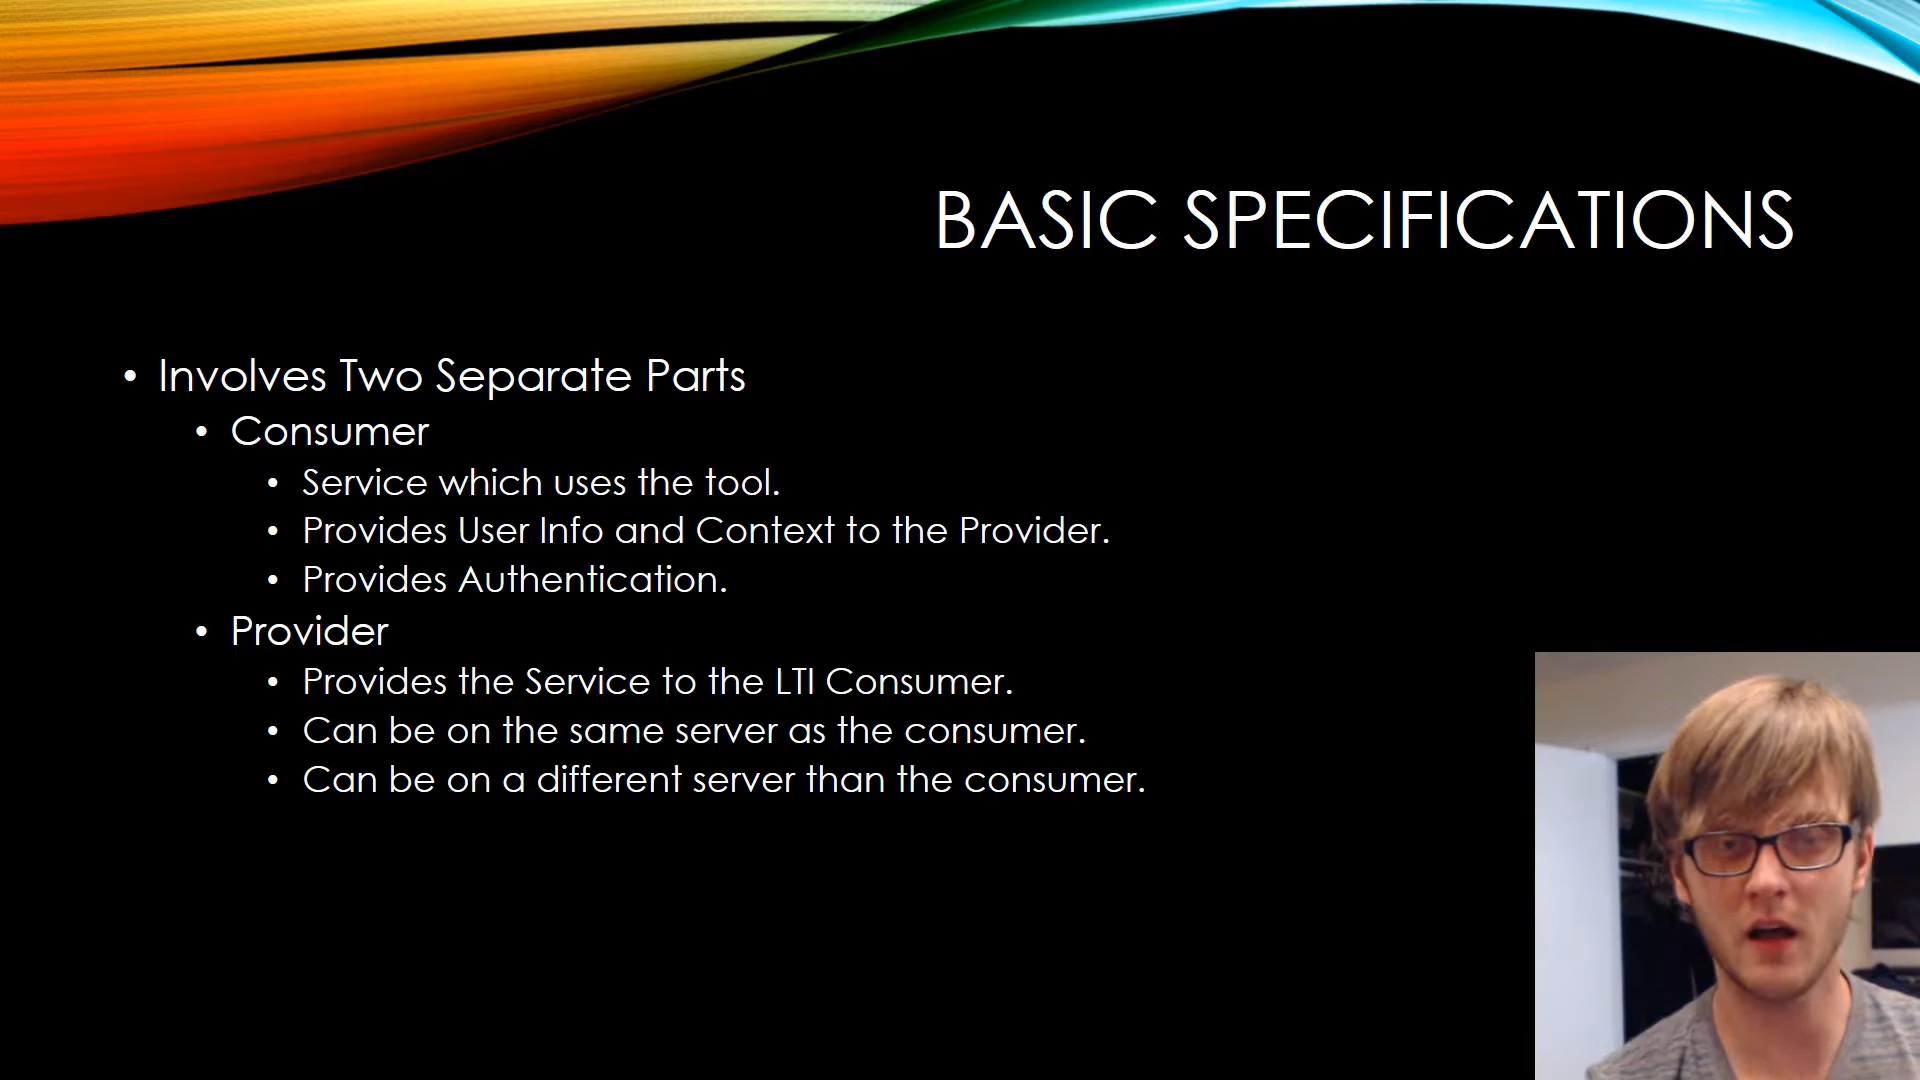 BASIC SPECIFICATIONS
• Involves Two Separate Parts
• Consumer
• Service which uses the tool.
• Provides User Info and Context to the Provider.
• Provides Authentication.
• Provider
• Provides the Service to the LTI Consumer.
• Can be on the same server as the consumer.
• Can be on a different server than the consumer.